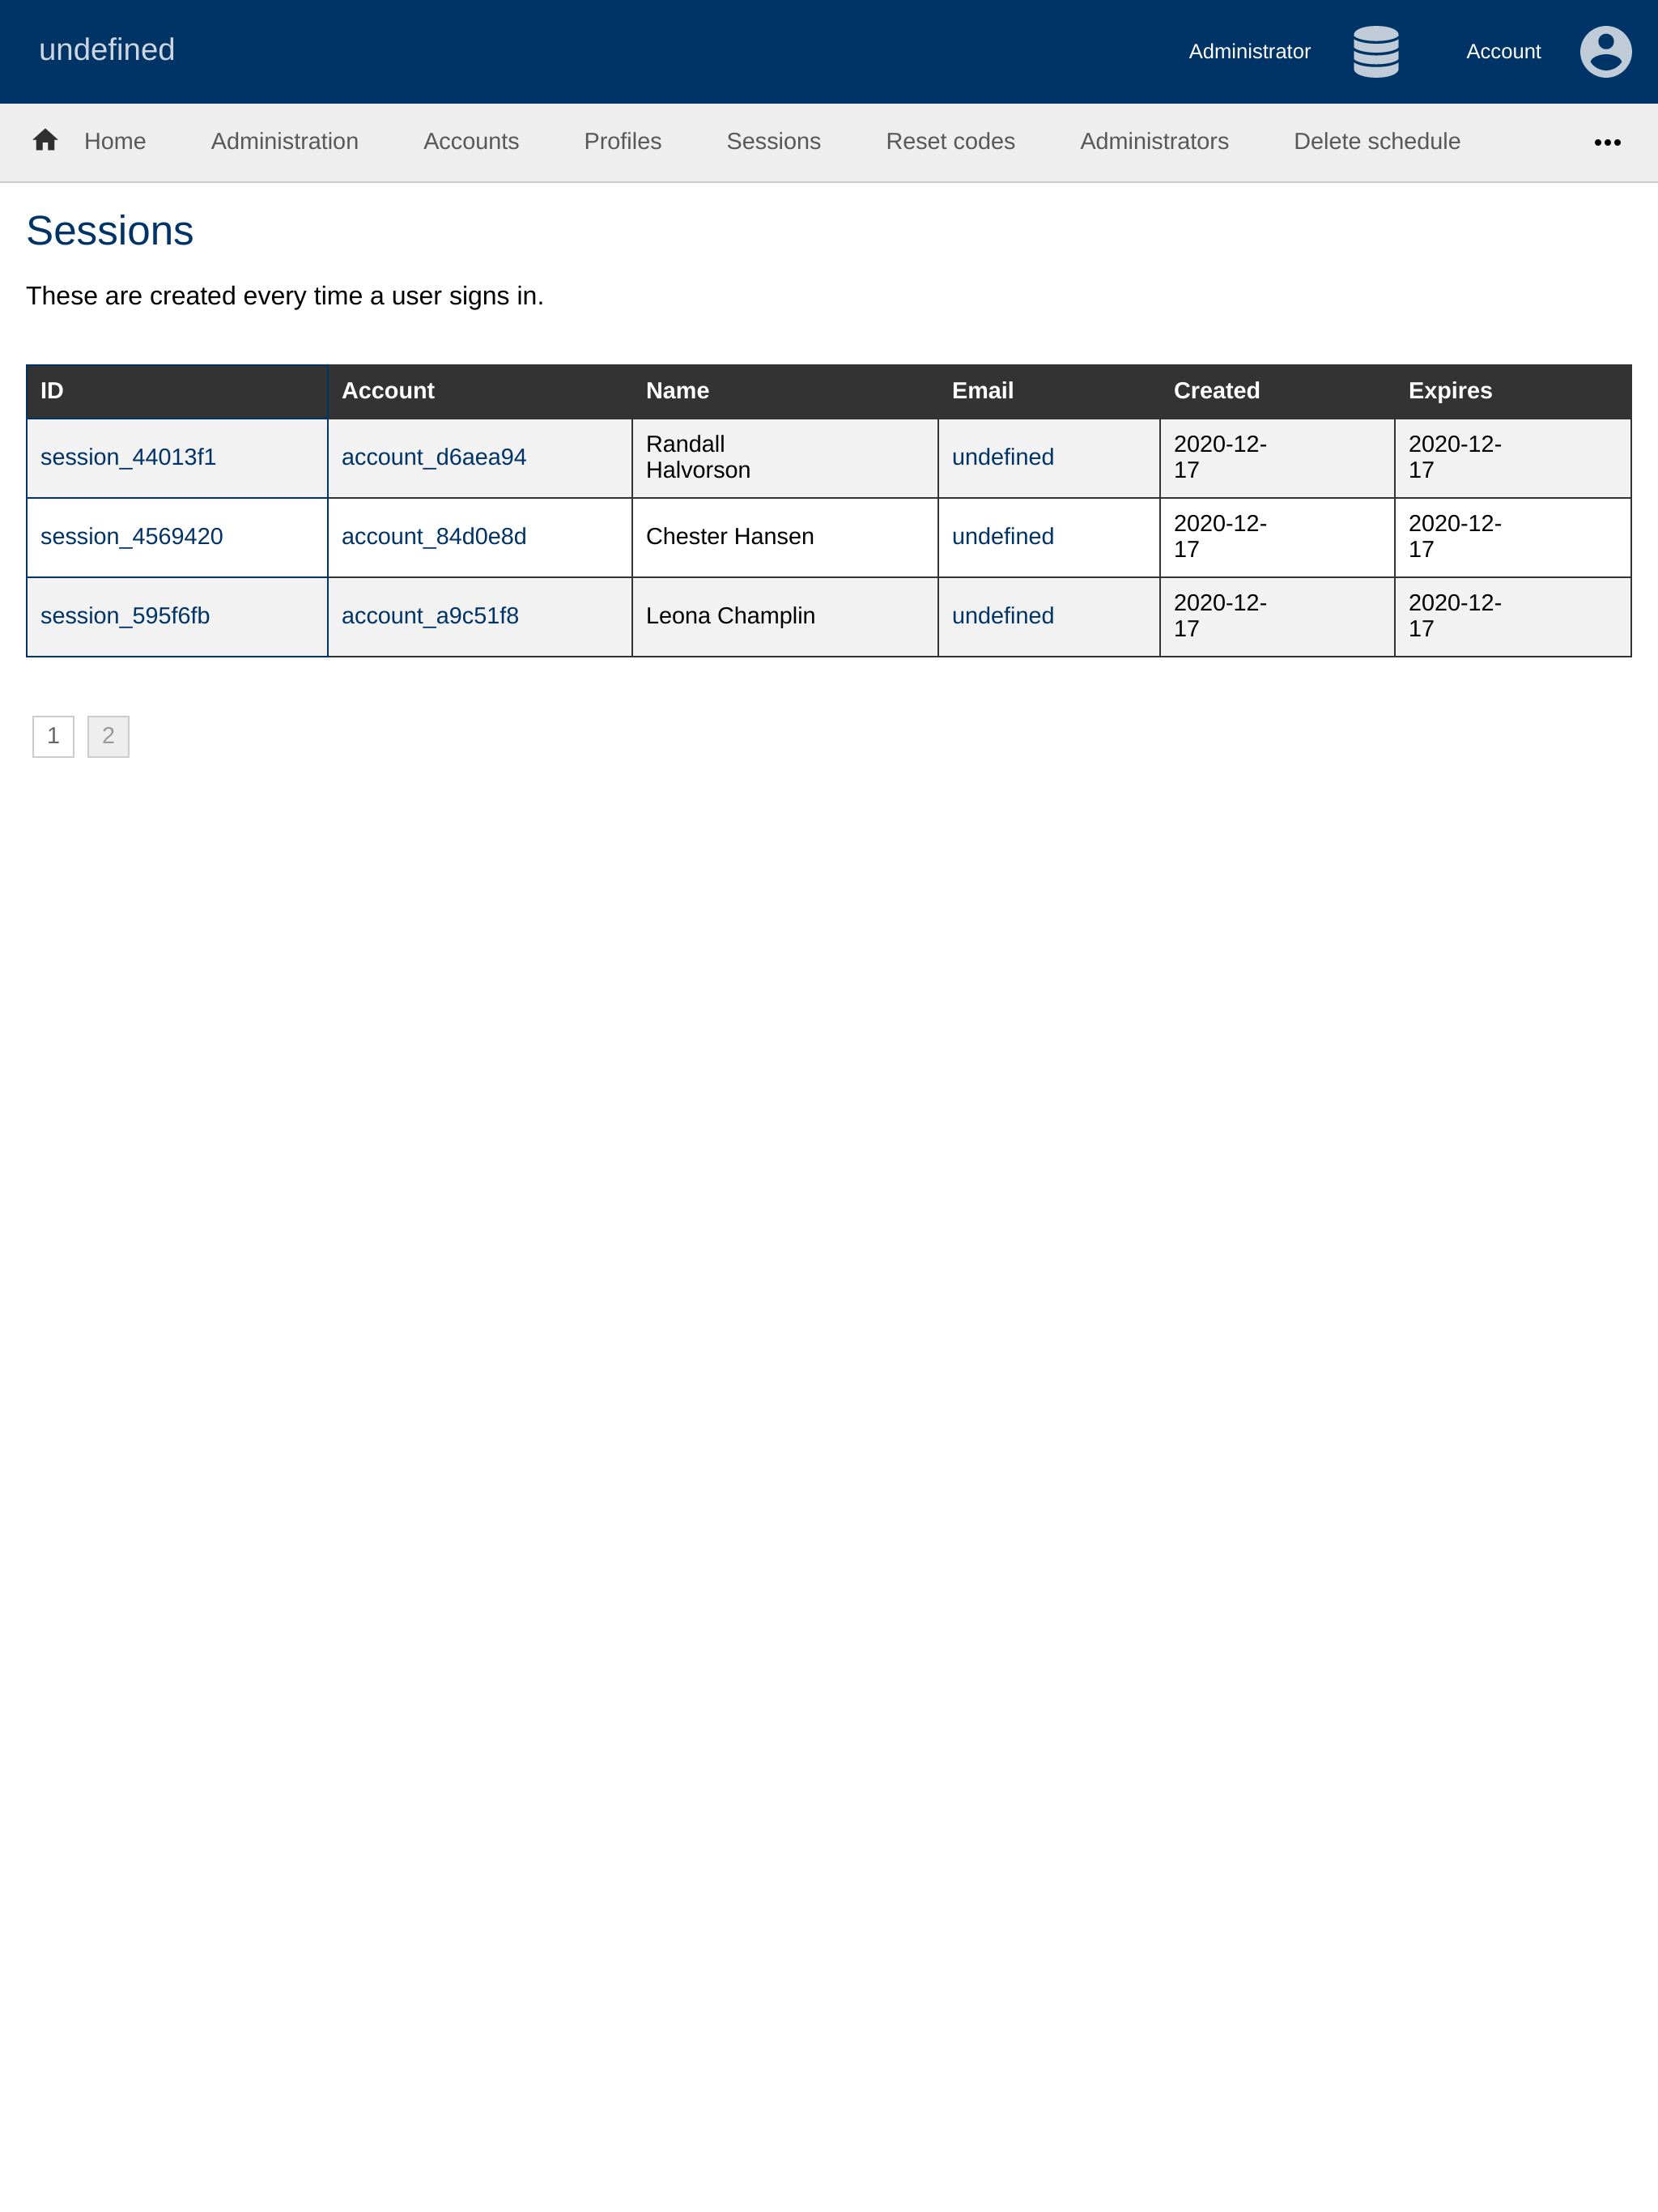 undefined
Administrator
Account
Home
Administration
Accounts
Profiles
Sessions
Reset codes
Administrators
Delete schedule
Sessions
These are created every time a user signs in.
ID Account Name Email Created Expires
session_44013f1 account_d6aea94 Randall Halvorson undefined 2020-12-17 2020-12-17
session_4569420 account_84d0e8d Chester Hansen undefined 2020-12-17 2020-12-17
session_595f6fb account_a9c51f8 Leona Champlin undefined 2020-12-17 2020-12-17
1 2